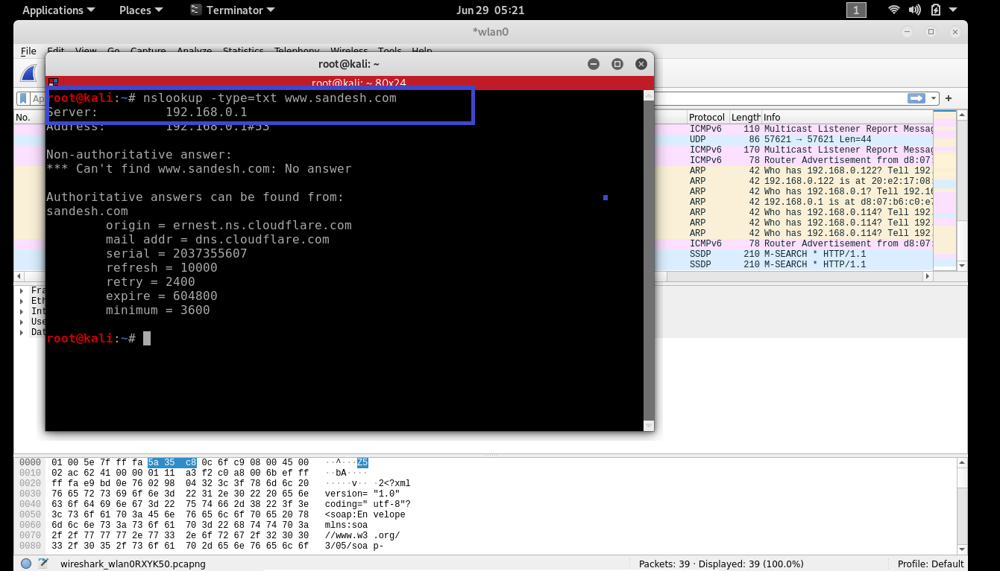 Applications Places Terminator Jun 29 05:21 1
*wlan0
File Edit View Go Capture Analyze Statistics Telephony Wireless Tools Help
root@kali: ~
root@kali: ~ 80x24
root@kali:~# nslookup -type=txt www.sandesh.com
Server: 192.168.0.1
Address: 192.168.0.1#53
Non-authoritative answer:
*** Can't find www.sandesh.com: No answer
Authoritative answers can be found from:
sandesh.com
origin = ernest.ns.cloudflare.com
mail addr = dns.cloudflare.com
serial = 2037355607
refresh = 10000
retry = 2400
expire = 604800
minimum = 3600
root@kali:~#
Ap
+
No. Protocol Length Info
ICMPv6 110 Multicast Listener Report Messag
UDP 86 57621 → 57621 Len=44
ICMPv6 170 Multicast Listener Report Messag
ICMPv6 78 Router Advertisement from d8:07:
ARP 42 Who has 192.168.0.122? Tell 192.
ARP 42 192.168.0.122 is at 20:e2:17:08:
ARP 42 Who has 192.168.0.1? Tell 192.16
ARP 42 192.168.0.1 is at d8:07:b6:c0:e7
ARP 42 Who has 192.168.0.114? Tell 192.
ARP 42 Who has 192.168.0.114? Tell 192.
ARP 42 Who has 192.168.0.114? Tell 192.
ICMPv6 78 Router Advertisement from d8:07:
SSDP 210 M-SEARCH * HTTP/1.1
SSDP 210 M-SEARCH * HTTP/1.1
Fra
Eth
Int
Use
Dat
0000 01 00 5e 7f ff fa 5a 35 c8 0c 6f c9 08 00 45 00 ··^···Z5
0010 02 ac 62 41 00 00 01 11 a3 f2 c0 a8 00 6b ef ff ··bA····
0020 ff fa e9 bd 0e 76 02 98 04 32 3c 3f 78 6d 6c 20 ·····v·· ·2<?xml
0030 76 65 72 73 69 6f 6e 3d 22 31 2e 30 22 20 65 6e version= "1.0"
0040 63 6f 64 69 6e 67 3d 22 75 74 66 2d 38 22 3f 3e coding=" utf-8"?
0050 3c 73 6f 61 70 3a 45 6e 76 65 6c 6f 70 65 20 78 <soap:En velope
0060 6d 6c 6e 73 3a 73 6f 61 70 3d 22 68 74 74 70 3a mlns:soa
0070 2f 2f 77 77 77 2e 77 33 2e 6f 72 67 2f 32 30 30 //www.w3 .org/
0080 33 2f 30 35 2f 73 6f 61 70 2d 65 6e 76 65 6c 6f 3/05/soa p-
wireshark_wlan0RXYK50.pcapng Packets: 39 · Displayed: 39 (100.0%) Profile: Default